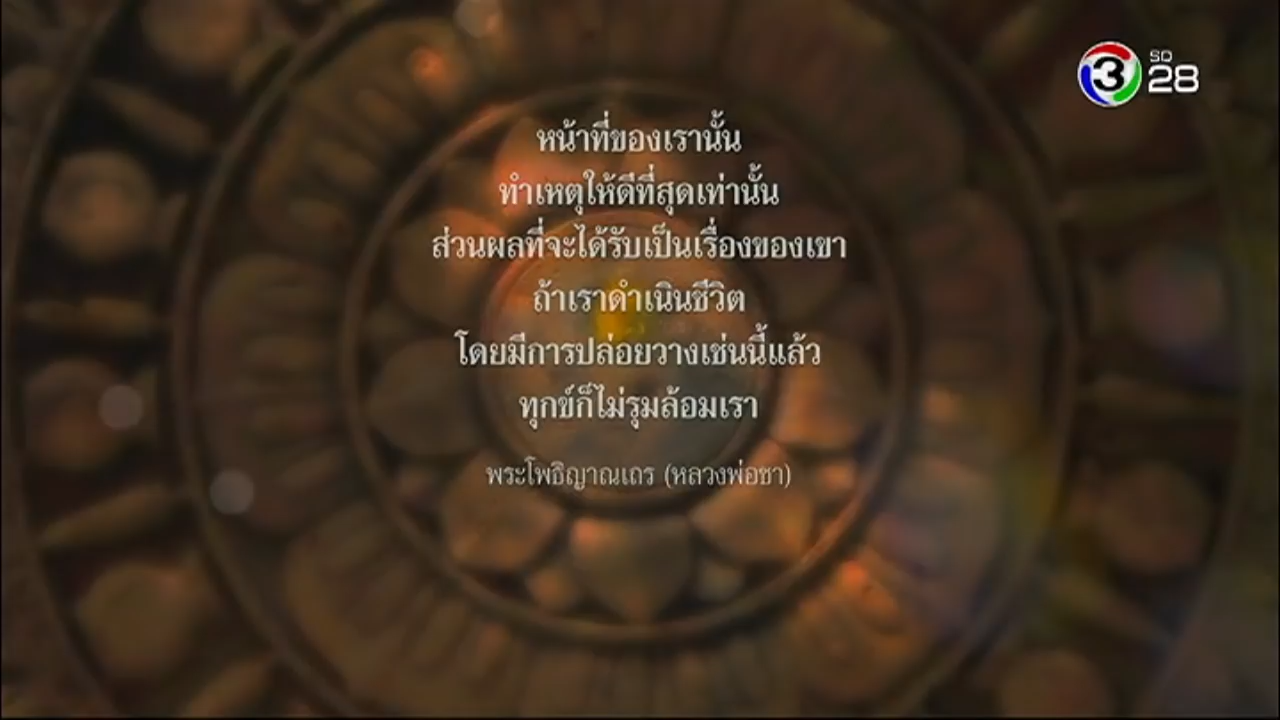 3 SD
28
หน้าที่ของเรานั้น
ทำเหตุให้ดีที่สุดเท่านั้น
ส่วนผลที่จะได้รับเป็นเรื่องของเขา
ถ้าเราดำเนินชีวิต
โดยมีการปล่อยวางเช่นนี้แล้ว
ทุกข์ก็ไม่รุมล้อมเรา
พระโพธิญาณเถร (หลวงพ่อชา)